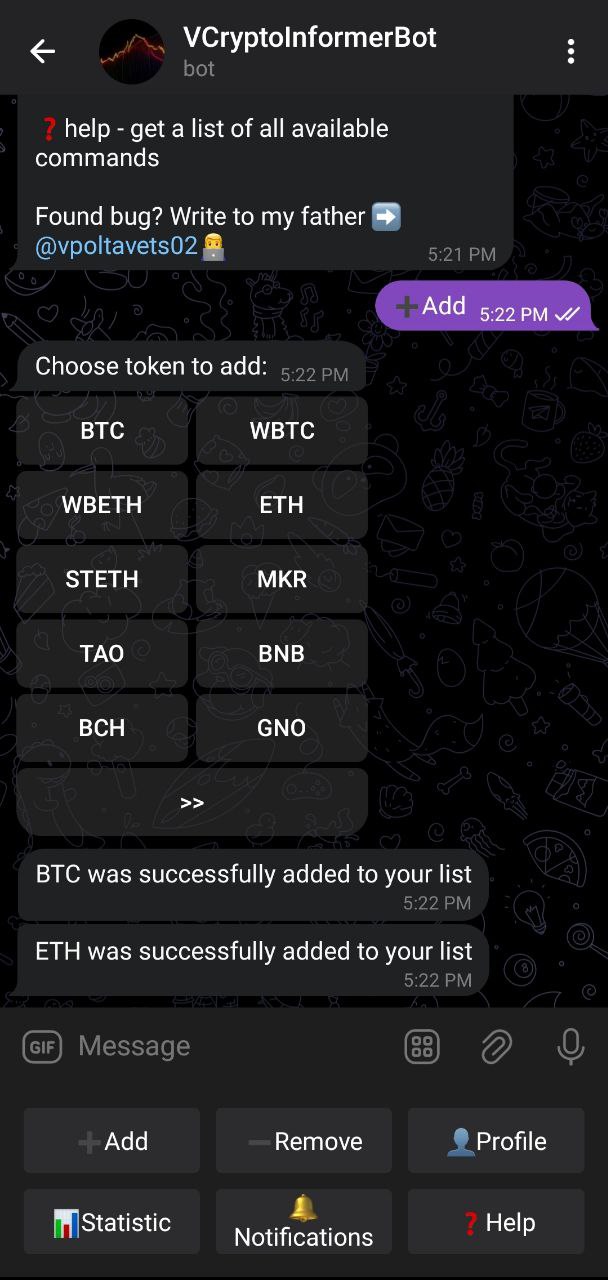 VCryptoInformerBot
bot
❓help - get a list of all available
commands
Found bug? Write to my father ➡️
@vpoltavets02👨‍💻
5:21 PM
➕Add 5:22 PM
Choose token to add: 5:22 PM
BTC WBTC
WBETH ETH
STETH MKR
TAO BNB
BCH GNO
>>
BTC was successfully added to your list
5:22 PM
ETH was successfully added to your list
5:22 PM
GIF Message
➕Add ➖Remove 👤Profile
📊Statistic 🔔Notifications ❓Help